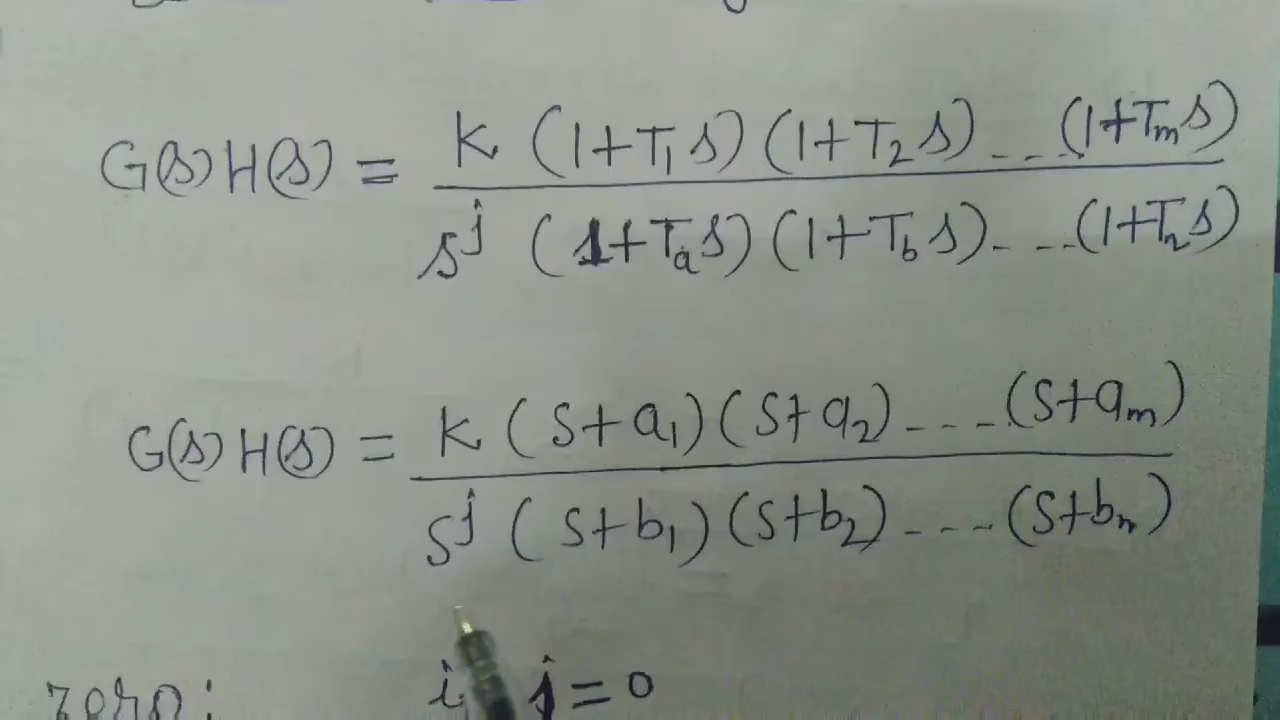 G(s)H(s) = K (1+T₁s)(1+T₂s)....(1+Tₘs) / s^j (1+Tₐs)(1+T_b s)....(1+Tₙs)
G(s)H(s) = K (s+a₁)(s+a₂)....(s+aₘ) / s^j (s+b₁)(s+b₂)....(s+bₙ)
zero: i j=0